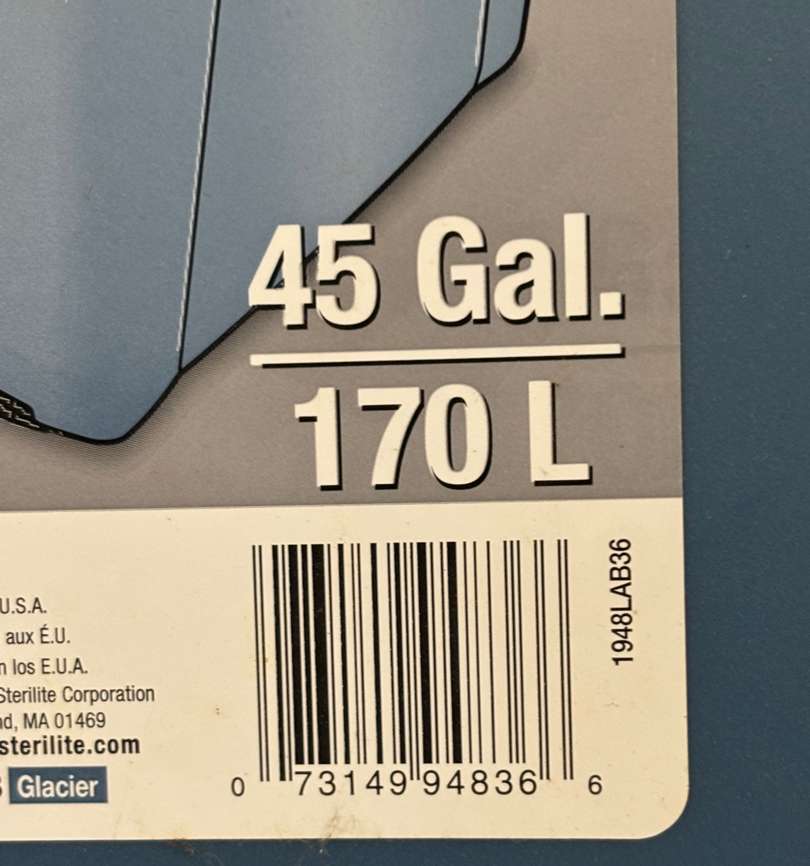 45 Gal.
170 L
U.S.A.
aux É.U.
los E.U.A.
Sterilite Corporation
MA 01469
sterilite.com
Glacier
1948LAB36
0 73149 94836 6